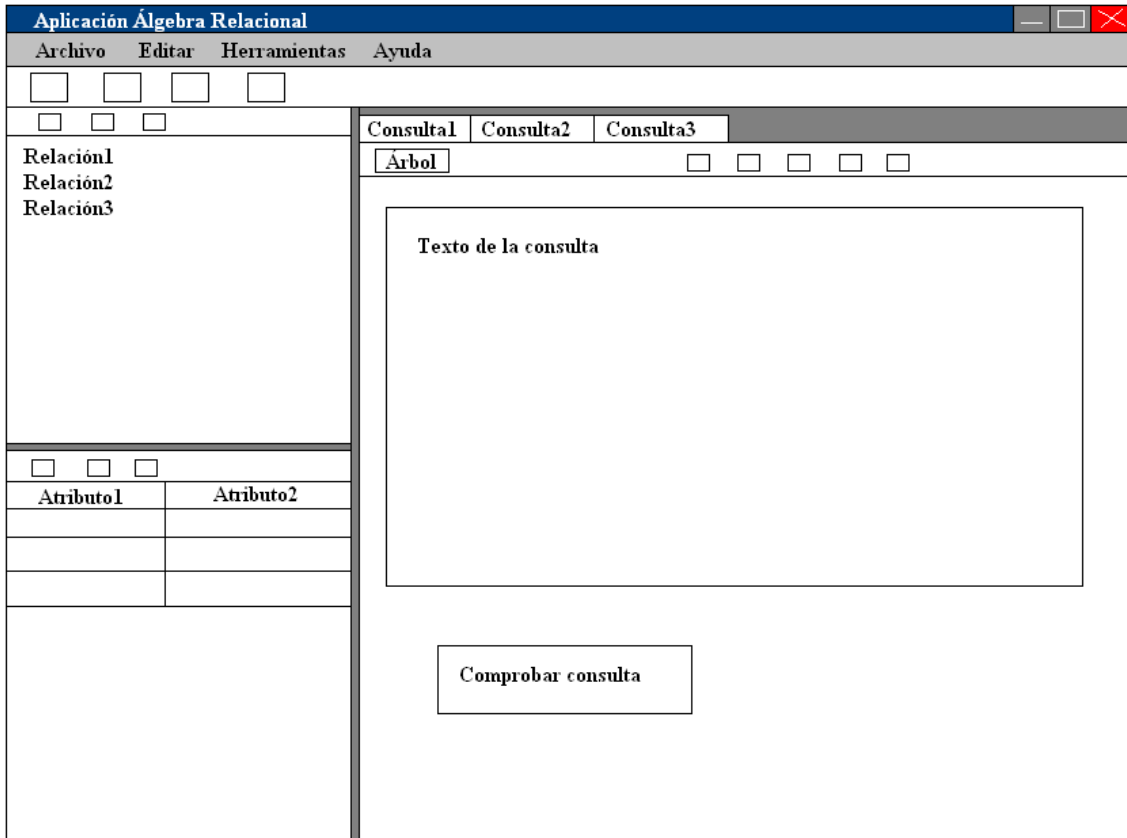 Aplicación Álgebra Relacional
Archivo Editar Herramientas Ayuda
Relación1
Relación2
Relación3
Atributo1 Atributo2
Consulta1 Consulta2 Consulta3
Árbol
Texto de la consulta
Comprobar consulta